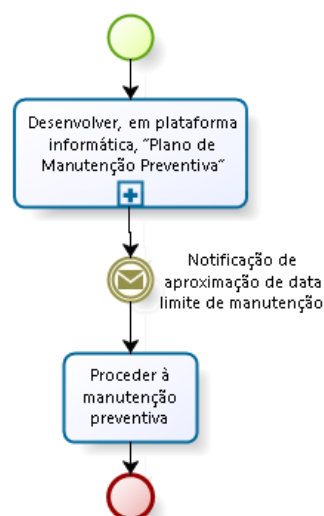 Desenvolver, em plataforma
informática, “Plano de
Manutenção Preventiva”
Notificação de
aproximação de data
limite de manutenção
Proceder à
manutenção
preventiva